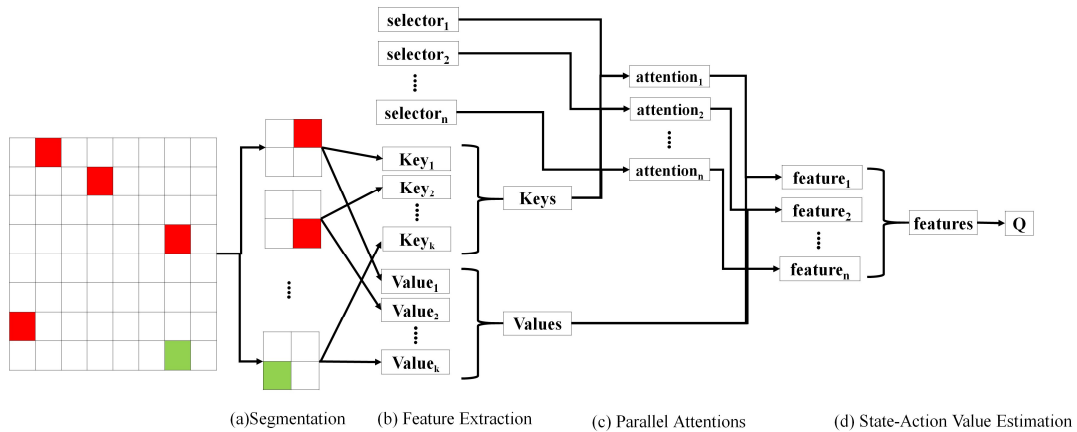 selector₁
selector₂
selectorₙ
Key₁
Key₂
Keyₖ
Value₁
Value₂
Valueₖ
Keys
Values
attention₁
attention₂
attentionₙ
feature₁
feature₂
featureₙ
features
Q
(a)Segmentation
(b) Feature Extraction
(c) Parallel Attentions
(d) State-Action Value Estimation